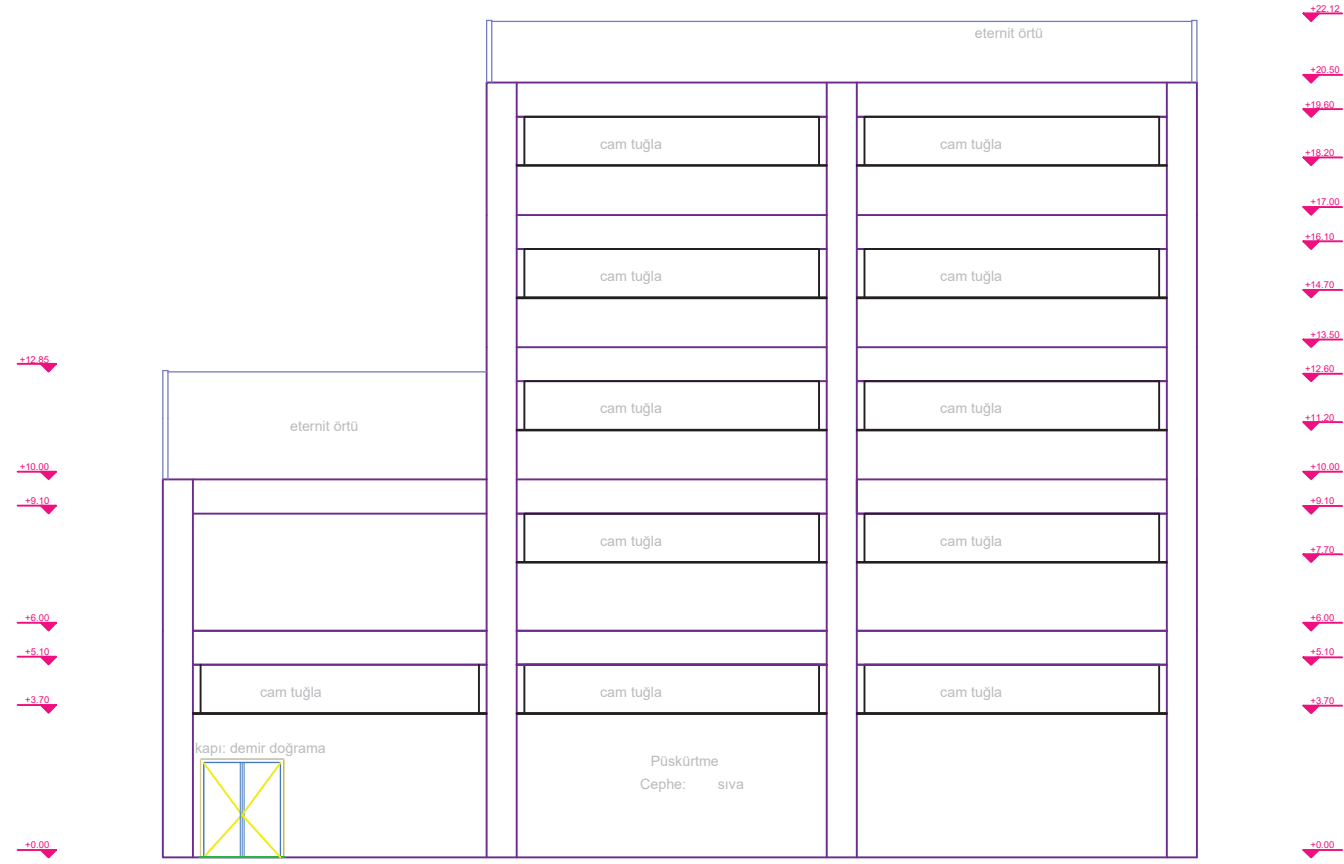 +22.12
eternit örtü
+20.50
+19.60
cam tuğla cam tuğla
+18.20
+17.00
+16.10
cam tuğla cam tuğla
+14.70
+13.50
+12.85
+12.60
cam tuğla cam tuğla
+11.20
eternit örtü
+10.00 +10.00
+9.10 +9.10
cam tuğla cam tuğla
+7.70
+6.00 +6.00
+5.10 +5.10
cam tuğla cam tuğla cam tuğla
+3.70 +3.70
kapı: demir doğrama
Püskürtme
Cephe: sıva
+0.00 +0.00